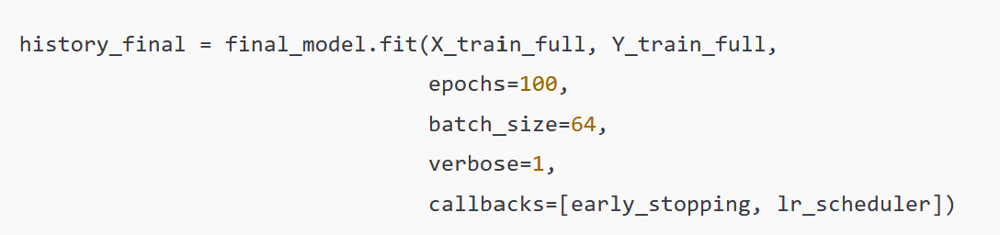 history_final = final_model.fit(X_train_full, Y_train_full,
epochs=100,
batch_size=64,
verbose=1,
callbacks=[early_stopping, lr_scheduler])